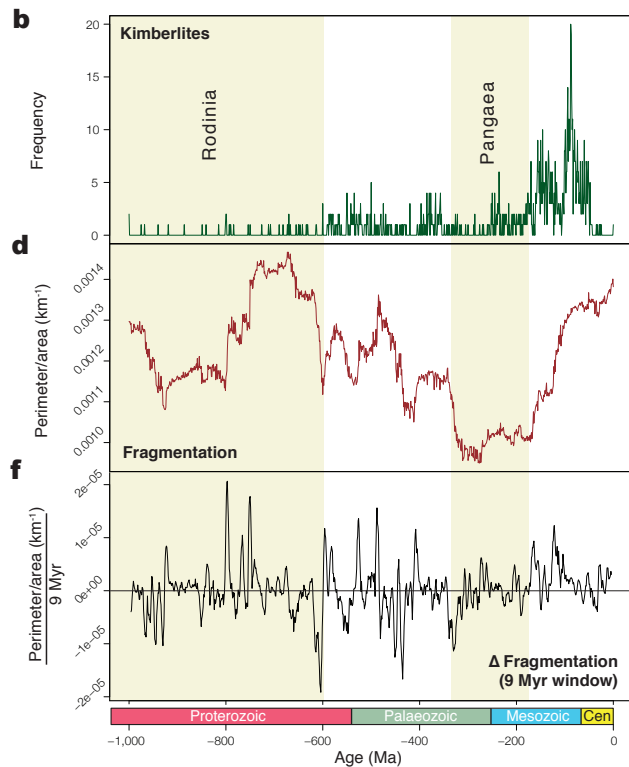 b
Kimberlites
Rodinia
Pangaea
Frequency
20
15
10
5
0
d
Perimeter/area (km-1)
0.0014
0.0013
0.0012
0.0011
0.0010
Fragmentation
f
Perimeter/area (km-1)
9 Myr
2e-05
1e-05
0e+00
-1e-05
-2e-05
Δ Fragmentation
(9 Myr window)
Proterozoic Palaeozoic Mesozoic Cen
-1,000 -800 -600 -400 -200 0
Age (Ma)